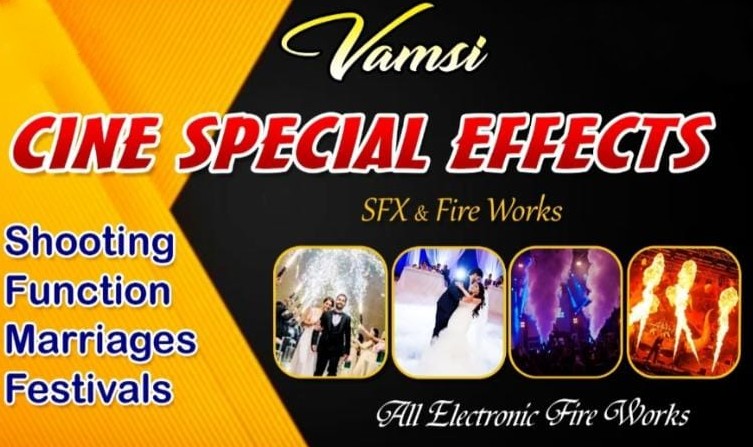 Vamsi
CINE SPECIAL EFFECTS
SFX & Fire Works
Shooting
Function
Marriages
Festivals
All Electronic Fire Works